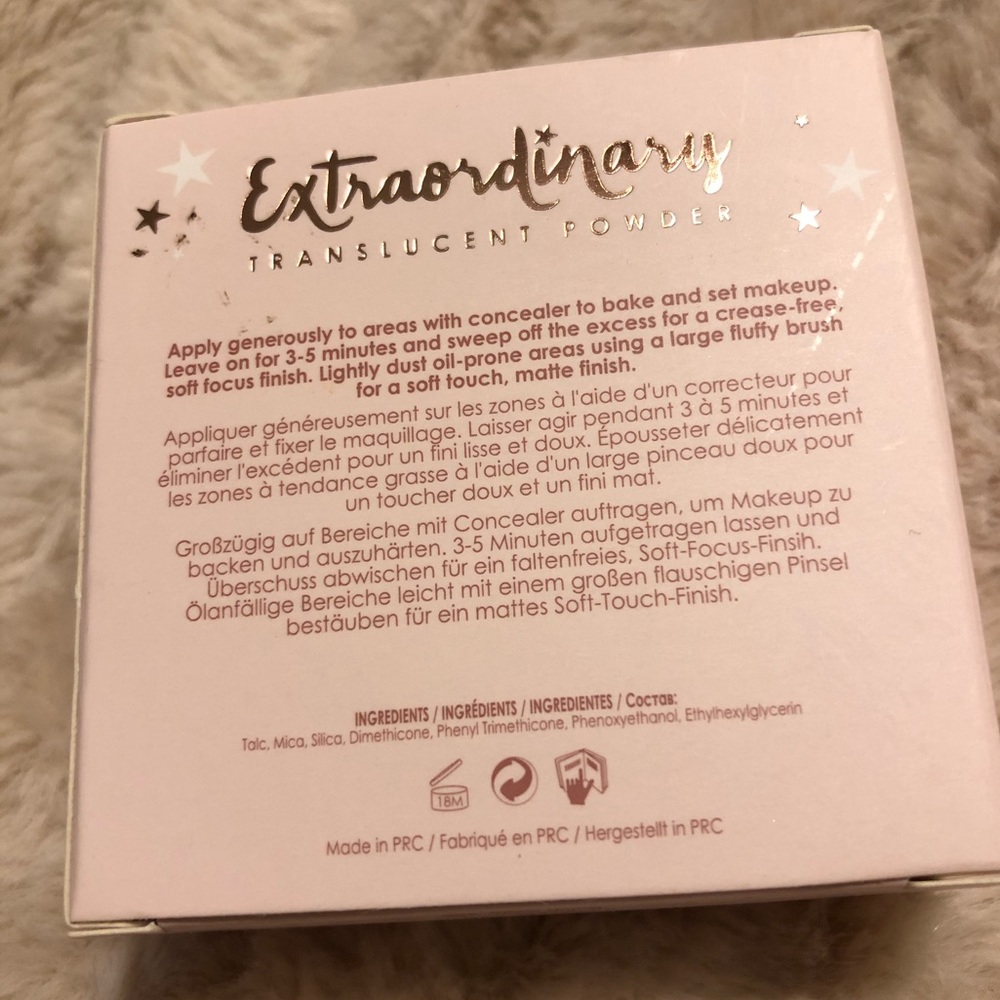 Extraordinary
TRANSLUCENT POWDER
Apply generously to areas with concealer to bake and set makeup.
Leave on for 3-5 minutes and sweep off the excess for a crease-free,
soft focus finish. Lightly dust oil-prone areas using a large fluffy brush
for a soft touch, matte finish.
Appliquer généreusement sur les zones à l'aide d'un correcteur pour
parfaire et fixer le maquillage. Laisser agir pendant 3 à 5 minutes et
éliminer l'excédent pour un fini lisse et doux. Épousseter délicatement
les zones à tendance grasse à l'aide d'un large pinceau doux pour
un toucher doux et un fini mat.
Großzügig auf Bereiche mit Concealer auftragen, um Makeup zu
backen und auszuhärten. 3-5 Minuten aufgetragen lassen und
Überschuss abwischen für ein faltenfreies, Soft-Focus-Finsih.
Ölanfällige Bereiche leicht mit einem großen flauschigen Pinsel
bestäuben für ein mattes Soft-Touch-Finish.
INGREDIENTS / INGRÉDIENTS / INGREDIENTES / Состав:
Talc, Mica, Silica, Dimethicone, Phenyl Trimethicone, Phenoxyethanol, Ethylhexylglycerin
18M
Made in PRC / Fabriqué en PRC / Hergestellt in PRC